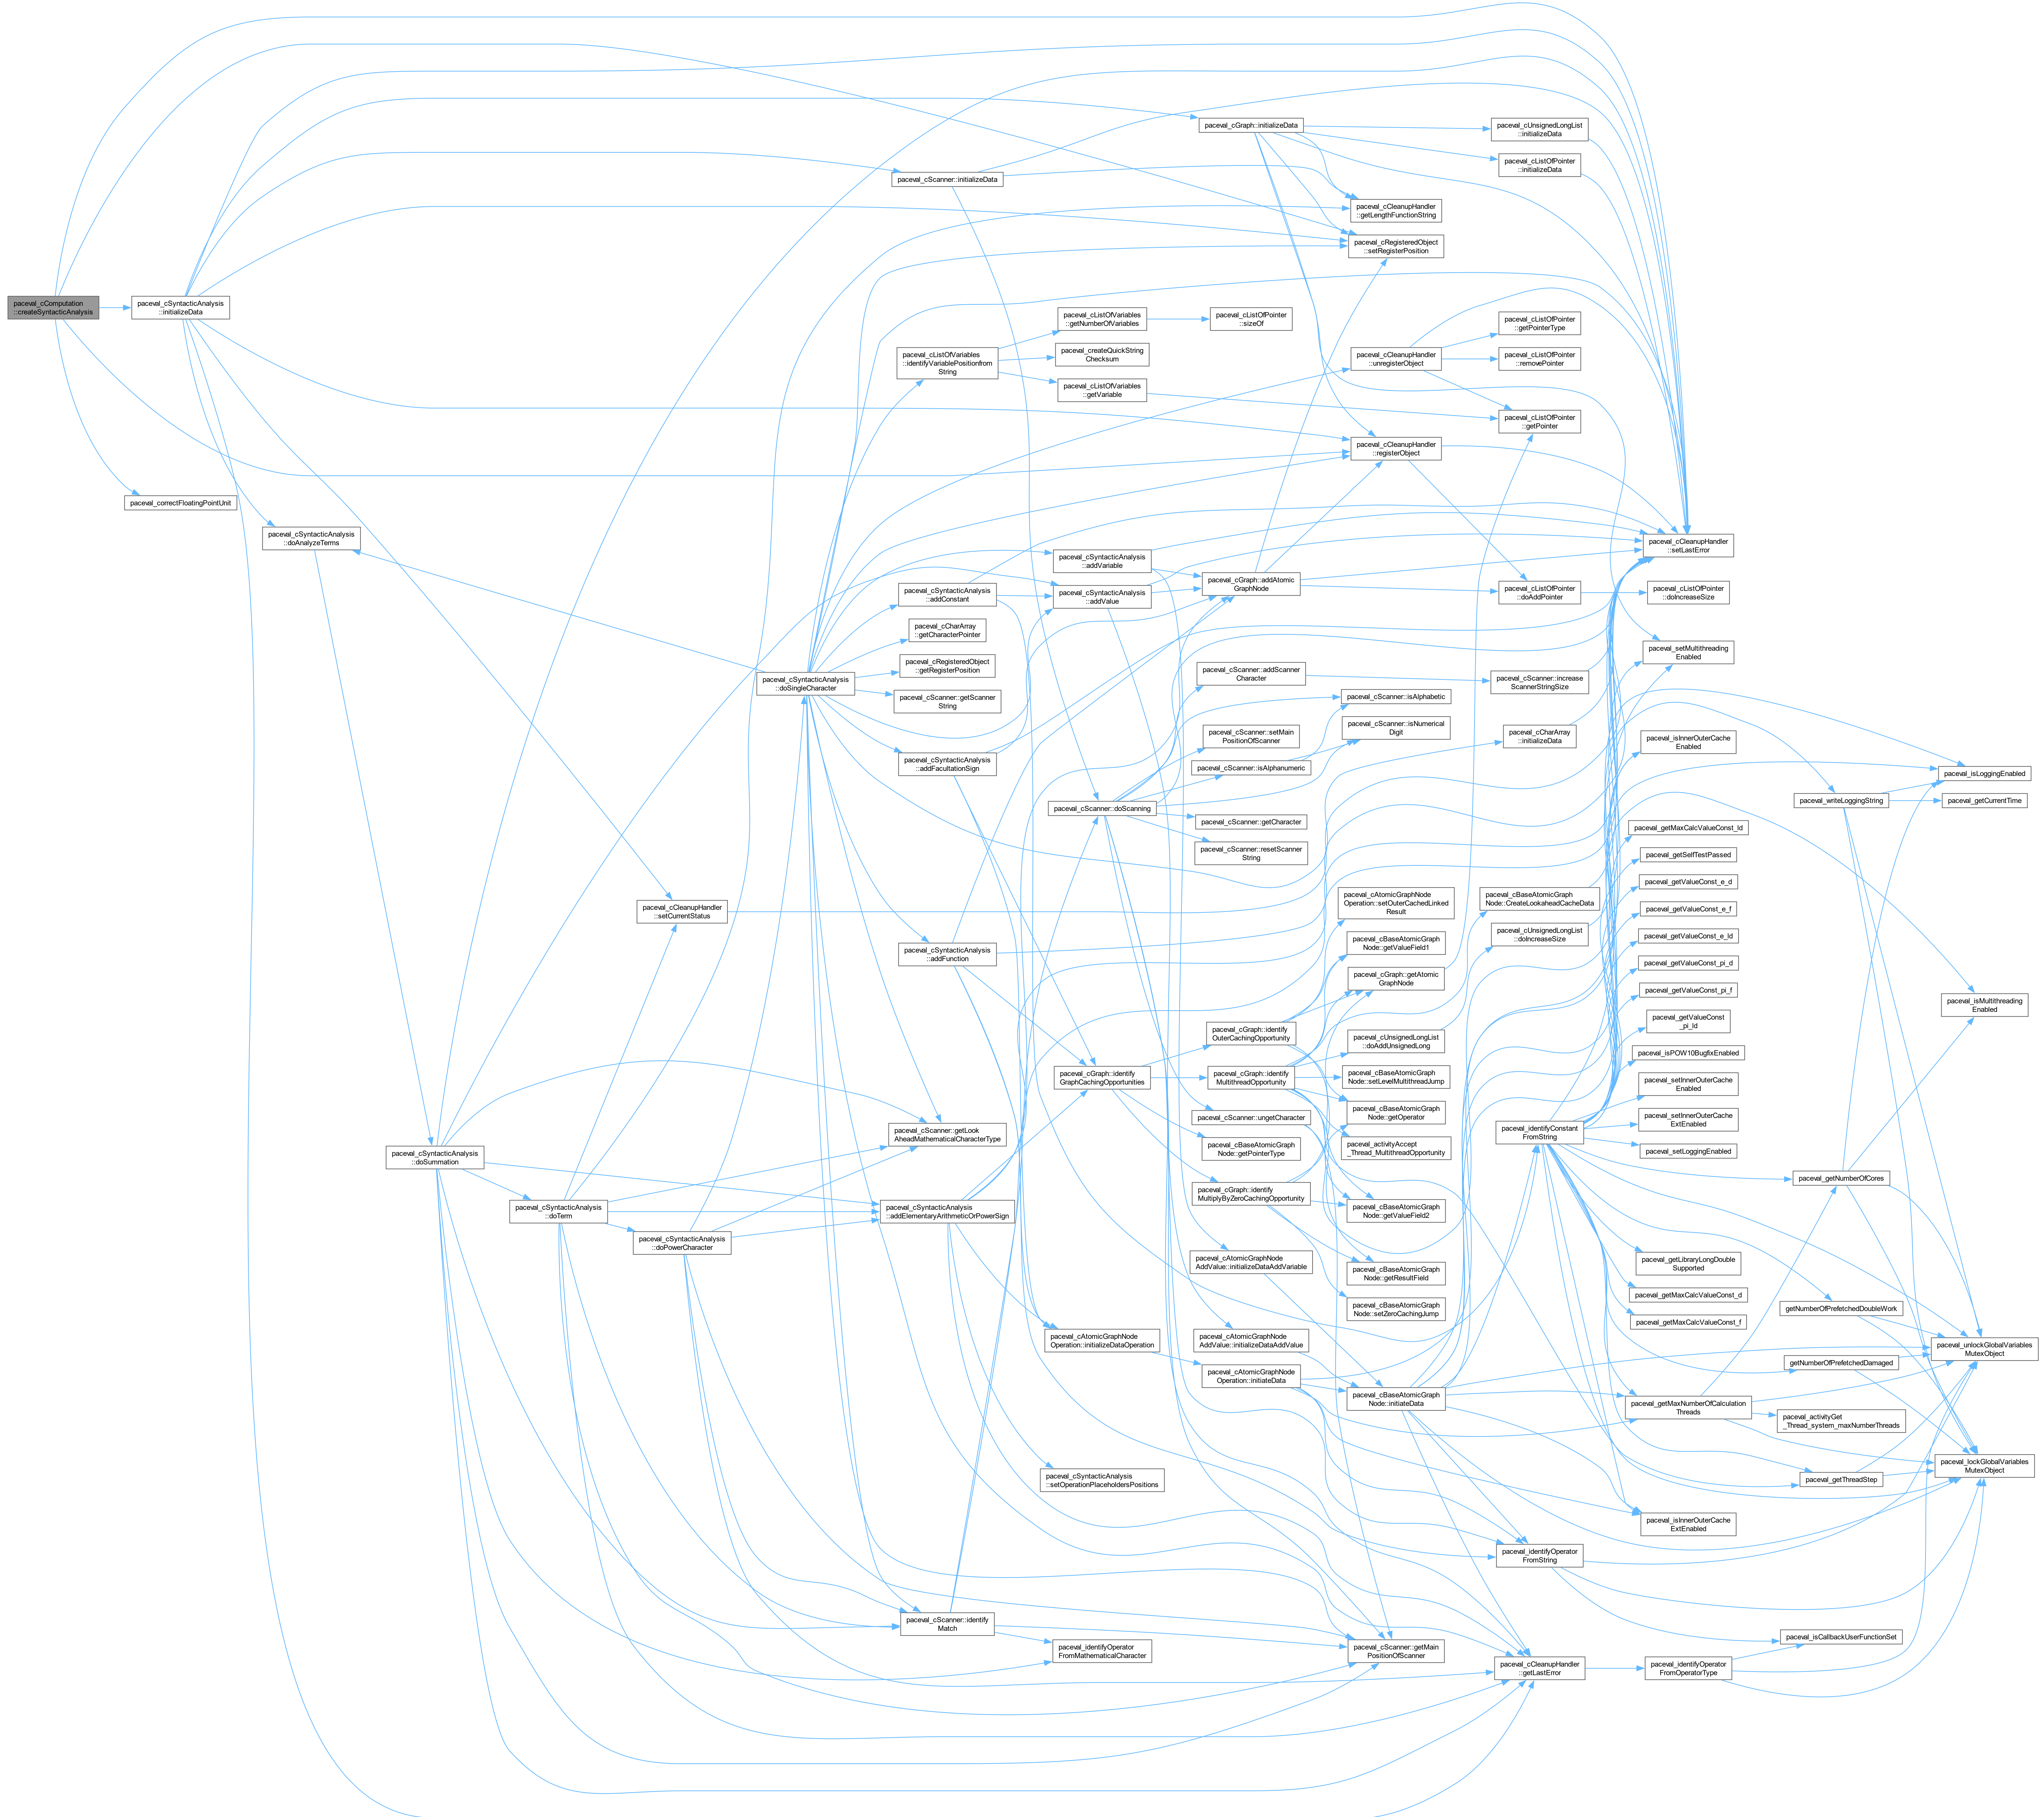 paceval_cComputation
::createSyntacticAnalysis
paceval_cSyntacticAnalysis
::initializeData
paceval_correctFloatingPointUnit
paceval_cSyntacticAnalysis
::doAnalyzeTerms
paceval_cSyntacticAnalysis
::doSummation
paceval_cSyntacticAnalysis
::doTerm
paceval_cCleanupHandler
::setCurrentStatus
paceval_cSyntacticAnalysis
::doPowerCharacter
paceval_cSyntacticAnalysis
::doSingleCharacter
paceval_cScanner::initializeData
paceval_cListOfVariables
::identifyVariablePositionfrom
String
paceval_cSyntacticAnalysis
::addConstant
paceval_cCharArray
::getCharacterPointer
paceval_cRegisteredObject
::getRegisterPosition
paceval_cScanner::getScanner
String
paceval_cSyntacticAnalysis
::addFacultationSign
paceval_cSyntacticAnalysis
::addFunction
paceval_cScanner::getLook
AheadMathematicalCharacterType
paceval_cSyntacticAnalysis
::addElementaryArithmeticOrPowerSign
paceval_cScanner::identify
Match
paceval_cListOfVariables
::getNumberOfVariables
paceval_createQuickString
Checksum
paceval_cListOfVariables
::getVariable
paceval_cSyntacticAnalysis
::addVariable
paceval_cSyntacticAnalysis
::addValue
paceval_cScanner::doScanning
paceval_cGraph::identify
GraphCachingOpportunities
paceval_cAtomicGraphNode
Operation::initializeDataOperation
paceval_cSyntacticAnalysis
::setOperationPlaceholdersPositions
paceval_identifyOperator
FromMathematicalCharacter
paceval_cGraph::initializeData
paceval_cListOfPointer
::sizeOf
paceval_cGraph::addAtomic
GraphNode
paceval_cScanner::addScanner
Character
paceval_cScanner::setMain
PositionOfScanner
paceval_cScanner::isAlphanumeric
paceval_cScanner::getCharacter
paceval_cScanner::resetScanner
String
paceval_cGraph::identify
OuterCachingOpportunity
paceval_cGraph::identify
MultithreadOpportunity
paceval_cScanner::ungetCharacter
paceval_cBaseAtomicGraph
Node::getPointerType
paceval_cGraph::identify
MultiplyByZeroCachingOpportunity
paceval_cAtomicGraphNode
AddValue::initializeDataAddVariable
paceval_cAtomicGraphNode
AddValue::initializeDataAddValue
paceval_cAtomicGraphNode
Operation::initiateData
paceval_cCleanupHandler
::getLengthFunctionString
paceval_cRegisteredObject
::setRegisterPosition
paceval_cCleanupHandler
::unregisterObject
paceval_cCleanupHandler
::registerObject
paceval_cScanner::isAlphabetic
paceval_cScanner::isNumerical
Digit
paceval_cAtomicGraphNode
Operation::setOuterCachedLinked
Result
paceval_cBaseAtomicGraph
Node::getValueField1
paceval_cGraph::getAtomic
GraphNode
paceval_cUnsignedLongList
::doAddUnsignedLong
paceval_cBaseAtomicGraph
Node::setLevelMultithreadJump
paceval_cBaseAtomicGraph
Node::getOperator
paceval_activityAccept
_Thread_MultithreadOpportunity
paceval_cBaseAtomicGraph
Node::getValueField2
paceval_cBaseAtomicGraph
Node::getResultField
paceval_cBaseAtomicGraph
Node::setZeroCachingJump
paceval_cBaseAtomicGraph
Node::initiateData
paceval_cScanner::getMain
PositionOfScanner
paceval_cUnsignedLongList
::initializeData
paceval_cListOfPointer
::initializeData
paceval_cListOfPointer
::getPointerType
paceval_cListOfPointer
::removePointer
paceval_cListOfPointer
::getPointer
paceval_cListOfPointer
::doAddPointer
paceval_cScanner::increase
ScannerStringSize
paceval_cCharArray
::initializeData
paceval_cBaseAtomicGraph
Node::CreateLookaheadCacheData
paceval_cUnsignedLongList
::doIncreaseSize
paceval_identifyConstant
FromString
paceval_identifyOperator
FromString
paceval_cCleanupHandler
::getLastError
paceval_cCleanupHandler
::setLastError
paceval_cListOfPointer
::doIncreaseSize
paceval_setMultithreading
Enabled
paceval_isInnerOuterCache
Enabled
paceval_getMaxCalcValueConst_ld
paceval_getSelfTestPassed
paceval_getValueConst_e_d
paceval_getValueConst_e_f
paceval_getValueConst_e_ld
paceval_getValueConst_pi_d
paceval_getValueConst_pi_f
paceval_getValueConst
_pi_ld
paceval_isPOW10BugfixEnabled
paceval_setInnerOuterCache
Enabled
paceval_setInnerOuterCache
ExtEnabled
paceval_setLoggingEnabled
paceval_getLibraryLongDouble
Supported
paceval_getMaxCalcValueConst_d
paceval_getMaxCalcValueConst_f
paceval_getMaxNumberOfCalculation
Threads
paceval_isInnerOuterCache
ExtEnabled
paceval_identifyOperator
FromOperatorType
paceval_writeLoggingString
paceval_getNumberOfCores
getNumberOfPrefetchedDoubleWork
getNumberOfPrefetchedDamaged
paceval_activityGet
_Thread_system_maxNumberThreads
paceval_getThreadStep
paceval_isCallbackUserFunctionSet
paceval_isLoggingEnabled
paceval_getCurrentTime
paceval_isMultithreading
Enabled
paceval_unlockGlobalVariables
MutexObject
paceval_lockGlobalVariables
MutexObject